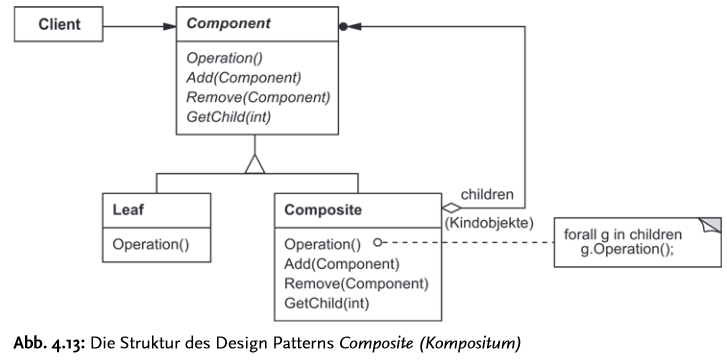 Client
Component
Operation()
Add(Component)
Remove(Component)
GetChild(int)
Leaf
Operation()
Composite
Operation()
Add(Component)
Remove(Component)
GetChild(int)
children
(Kindobjekte)
forall g in children
g.Operation();
Abb. 4.13: Die Struktur des Design Patterns Composite (Kompositum)